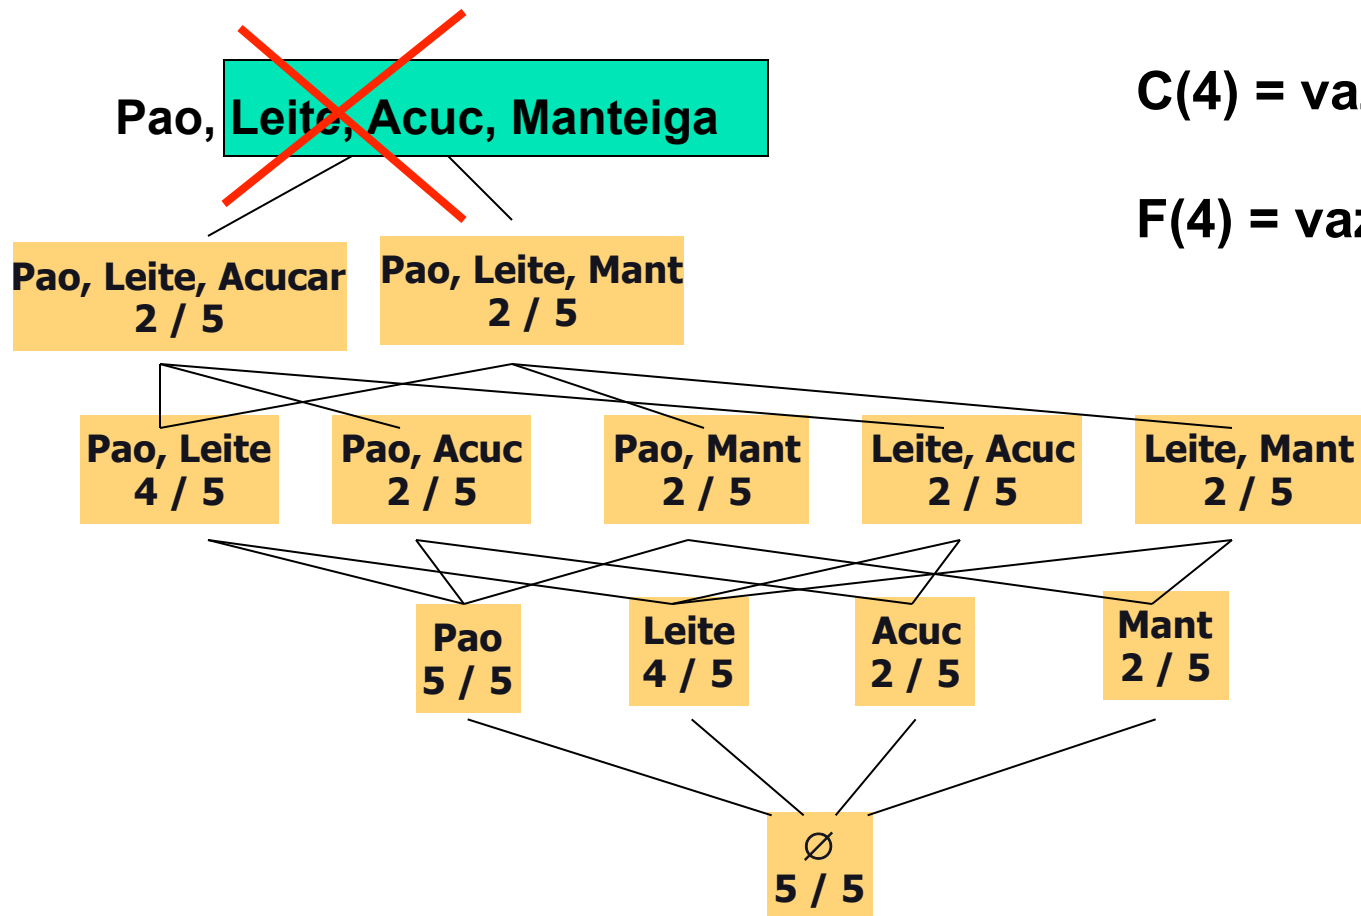 Pao, Leite, Acuc, Manteiga
C(4) = va
F(4) = vaz
Pao, Leite, Acucar
2 / 5
Pao, Leite, Mant
2 / 5
Pao, Leite
4 / 5
Pao, Acuc
2 / 5
Pao, Mant
2 / 5
Leite, Acuc
2 / 5
Leite, Mant
2 / 5
Pao
5 / 5
Leite
4 / 5
Acuc
2 / 5
Mant
2 / 5
∅
5 / 5